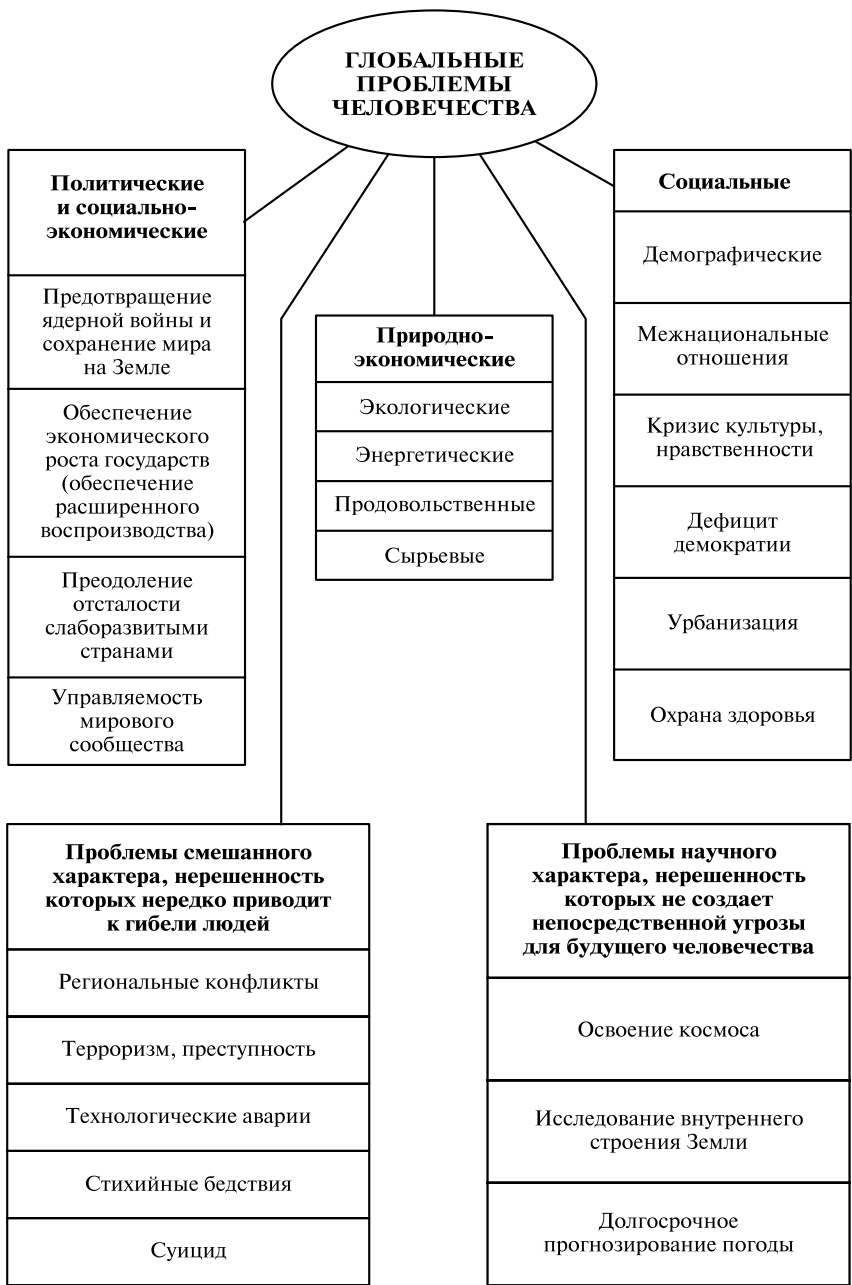 ГЛОБАЛЬНЫЕ
ПРОБЛЕМЫ
ЧЕЛОВЕЧЕСТВА
Политические
и социально-
экономические
Предотвращение
ядерной войны и
сохранение мира
на Земле
Обеспечение
экономического
роста государств
(обеспечение
расширенного
воспроизводства)
Преодоление
отсталости
слаборазвитыми
странами
Управляемость
мирового
сообщества
Природно-
экономические
Экологические
Энергетические
Продовольственные
Сырьевые
Социальные
Демографические
Межнациональные
отношения
Кризис культуры,
нравственности
Дефицит
демократии
Урбанизация
Охрана здоровья
Проблемы смешанного
характера, нерешенность
которых нередко приводит
к гибели людей
Региональные конфликты
Терроризм, преступность
Технологические аварии
Стихийные бедствия
Суицид
Проблемы научного
характера, нерешенность
которых не создает
непосредственной угрозы
для будущего человечества
Освоение космоса
Исследование внутреннего
строения Земли
Долгосрочное
прогнозирование погоды